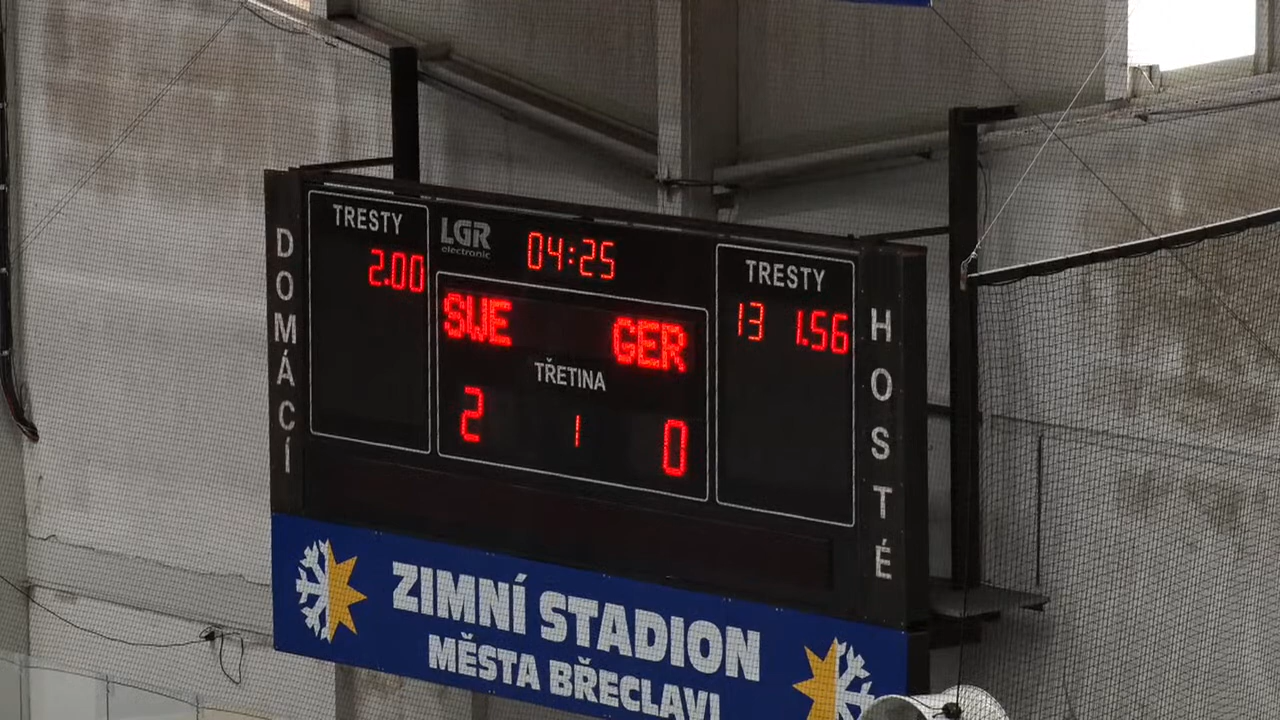 DOMÁCÍ
TRESTY
2.00
LGR
electronic
04:25
SWE GER
TŘETINA
2 1 0
TRESTY
13 1.56
HOSTÉ
ZIMNÍ STADION
MĚSTA BŘECLAVI